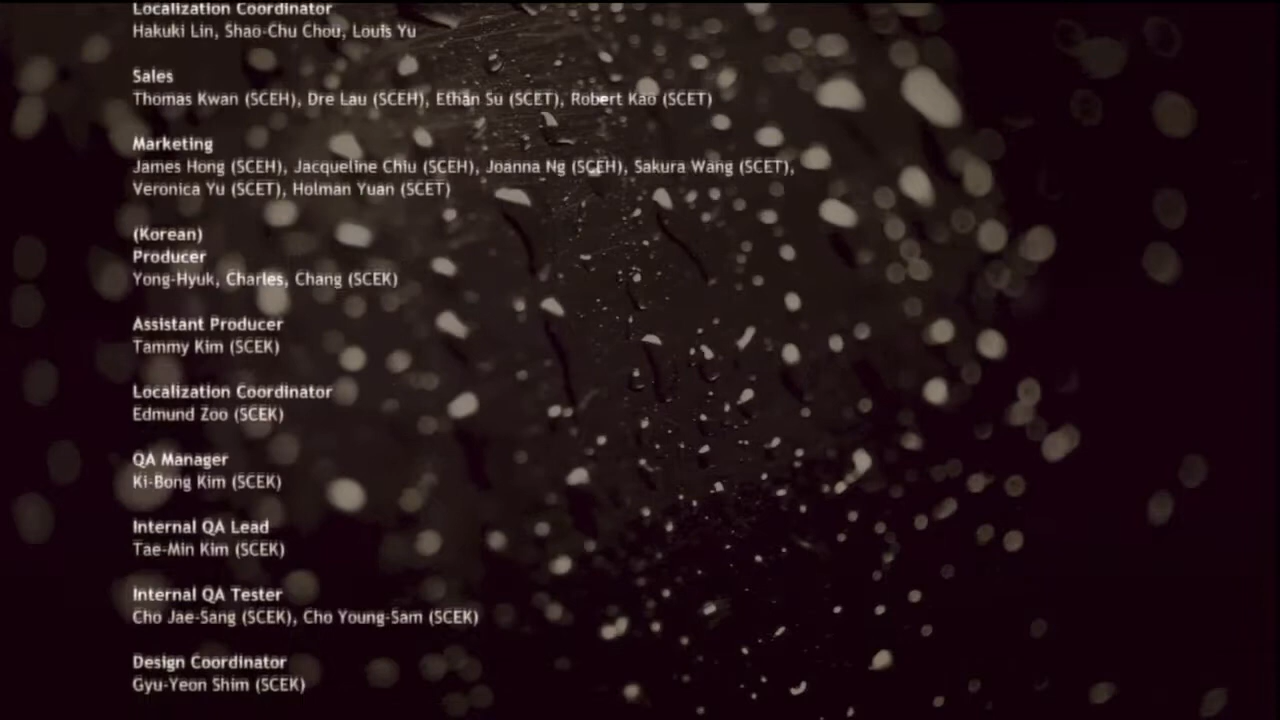 Localization Coordinator
Hakuki Lin, Shao-Chu Chou, Louis Yu
Sales
Thomas Kwan (SCEH), Dre Lau (SCEH), Ethan Su (SCET), Robert Kao (SCET)
Marketing
James Hong (SCEH), Jacqueline Chiu (SCEH), Joanna Ng (SCEH), Sakura Wang (SCET),
Veronica Yu (SCET), Holman Yuan (SCET)
(Korean)
Producer
Yong-Hyuk, Charles, Chang (SCEK)
Assistant Producer
Tammy Kim (SCEK)
Localization Coordinator
Edmund Zoo (SCEK)
QA Manager
Ki-Bong Kim (SCEK)
Internal QA Lead
Tae-Min Kim (SCEK)
Internal QA Tester
Cho Jae-Sang (SCEK), Cho Young-Sam (SCEK)
Design Coordinator
Gyu-Yeon Shim (SCEK)